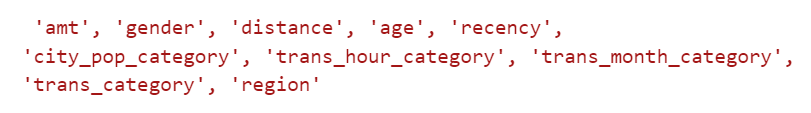 'amt', 'gender', 'distance', 'age', 'recency',
'city_pop_category', 'trans_hour_category', 'trans_month_category',
'trans_category', 'region'